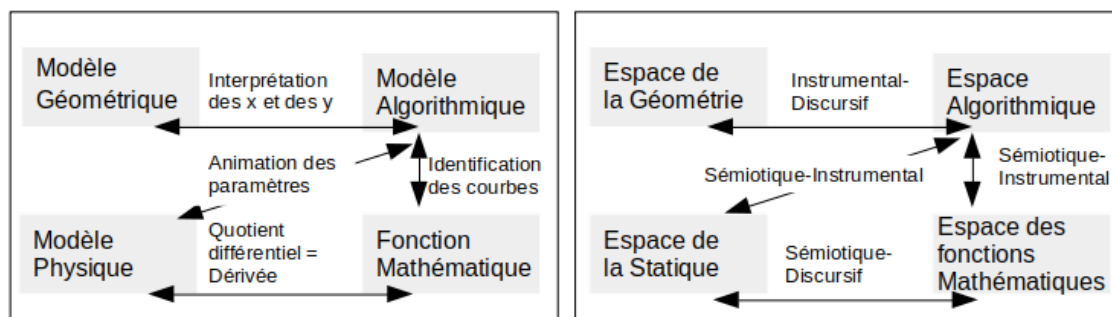 Modèle
Géométrique
Interprétation
des x et des y
Modèle
Algorithmique
Animation des
paramètres
Identification
des courbes
Modèle
Physique
Quotient
différentiel =
Dérivée
Fonction
Mathématique
Espace de
la Géométrie
Instrumental-
Discursif
Espace
Algorithmique
Sémiotique-Instrumental
Sémiotique-
Instrumental
Espace de
la Statique
Sémiotique-
Discursif
Espace des
fonctions
Mathématiques